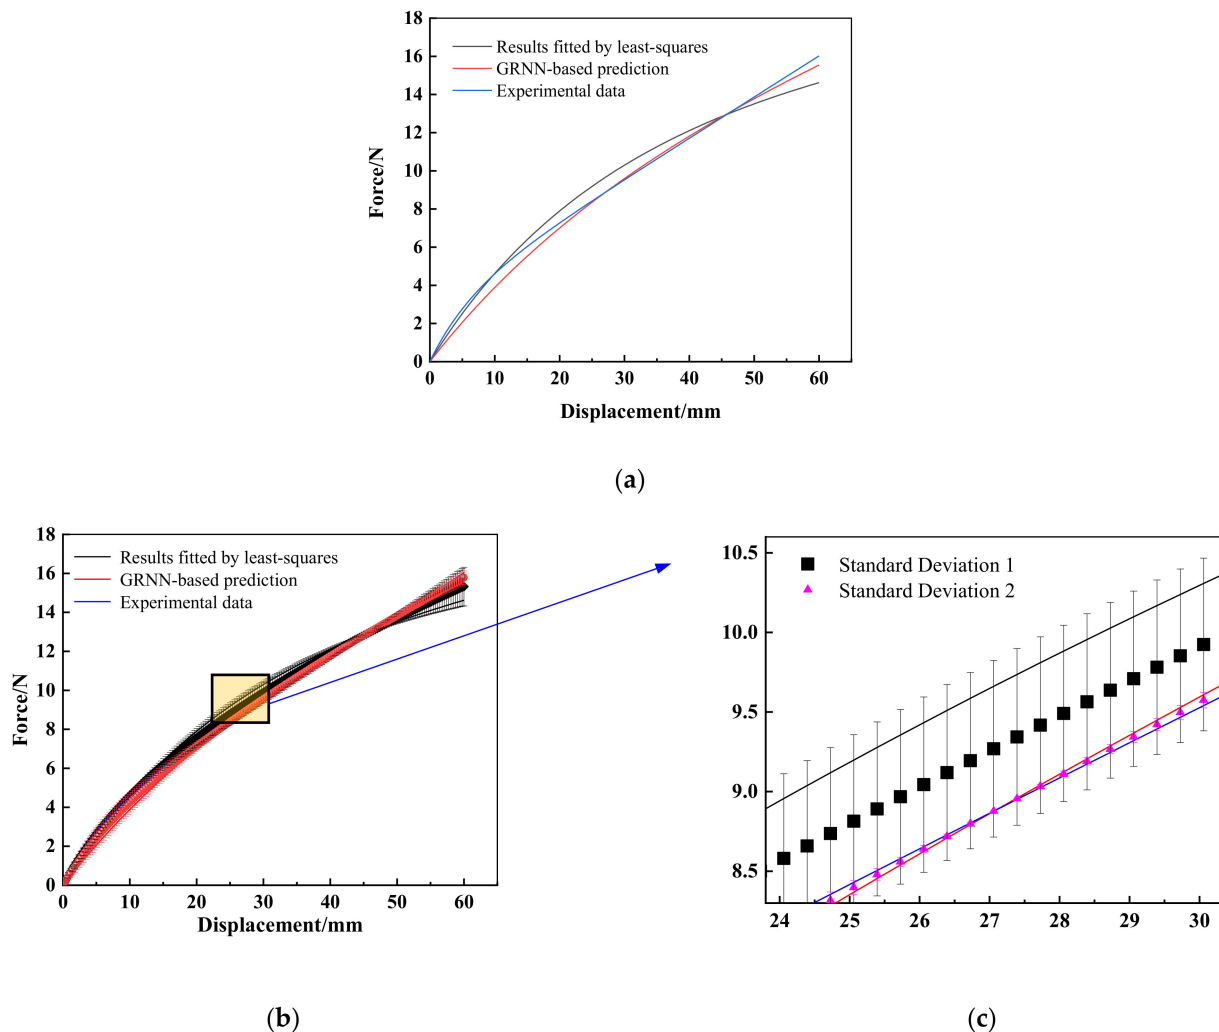 18
16
14
12
10
8
6
4
2
0
Force/N
Results fitted by least-squares
GRNN-based prediction
Experimental data
0 10 20 30 40 50 60
Displacement/mm
(a)
18
16
14
12
10
8
6
4
2
0
Force/N
Results fitted by least-squares
GRNN-based prediction
Experimental data
0 10 20 30 40 50 60
Displacement/mm
(b)
10.5
10.0
9.5
9.0
8.5
Standard Deviation 1
Standard Deviation 2
24 25 26 27 28 29 30
(c)